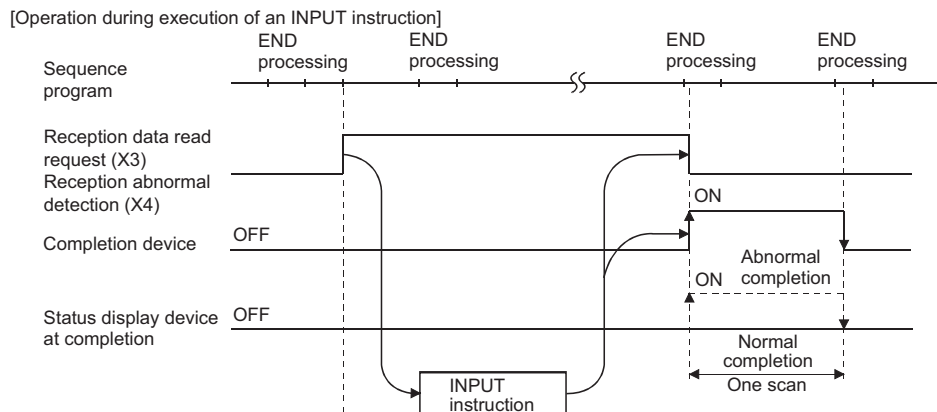 [Operation during execution of an INPUT instruction]
END
processing
END
processing
END
processing
END
processing
Sequence
program
Reception data read
request (X3)
Reception abnormal
detection (X4)
ON
Completion device
OFF
Abnormal
completion
ON
Status display device
at completion
OFF
Normal
completion
One scan
INPUT
instruction